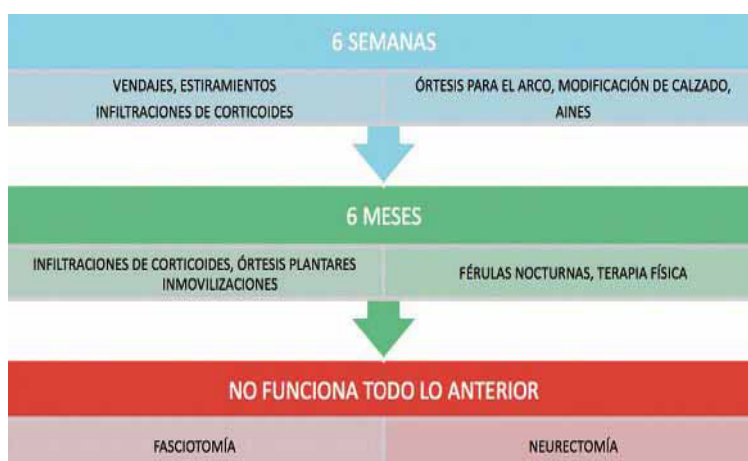 6 SEMANAS
VENDAJES, ESTIRAMIENTOS
INFILTRACIONES DE CORTICOIDES
ÓRTESIS PARA EL ARCO, MODIFICACIÓN DE CALZADO,
AINES
6 MESES
INFILTRACIONES DE CORTICOIDES, ÓRTESIS PLANTARES
INMOVILIZACIONES
FÉRULAS NOCTURNAS, TERAPIA FÍSICA
NO FUNCIONA TODO LO ANTERIOR
FASCIOTOMÍA
NEURECTOMÍA